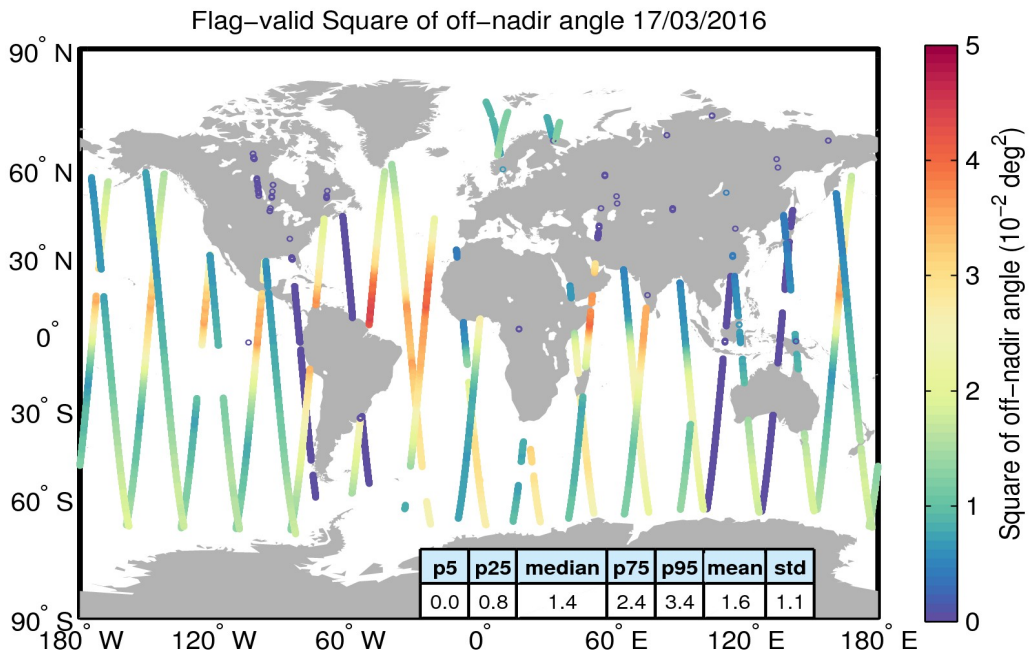 Flag−valid Square of off−nadir angle 17/03/2016
90° N
60° N
30° N
0°
30° S
60° S
90° S
180° W
120° W
60° W
0°
60° E
120° E
180° E
p5 p25 median p75 p95 mean std
0.0 0.8 1.4 2.4 3.4 1.6 1.1
5
4
3
2
1
0
Square of off−nadir angle (10⁻² deg²)